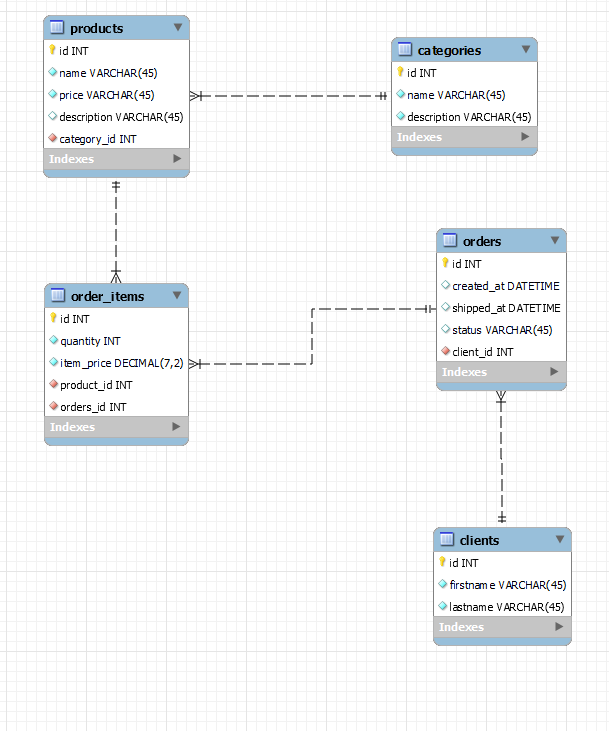 products
id INT
name VARCHAR(45)
price VARCHAR(45)
description VARCHAR(45)
category_id INT
Indexes
categories
id INT
name VARCHAR(45)
description VARCHAR(45)
Indexes
order_items
id INT
quantity INT
item_price DECIMAL(7,2)
product_id INT
orders_id INT
Indexes
orders
id INT
created_at DATETIME
shipped_at DATETIME
status VARCHAR(45)
client_id INT
Indexes
clients
id INT
firstname VARCHAR(45)
lastname VARCHAR(45)
Indexes